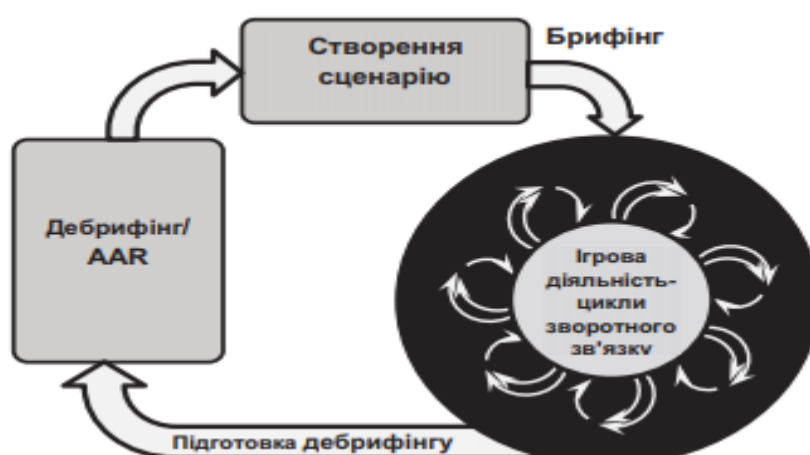 Створення
сценарію
Брифінг
Дебрифінг/
AAR
Ігрова
діяльність-
цикли
зворотного
зв'язку
Підготовка дебрифінгу